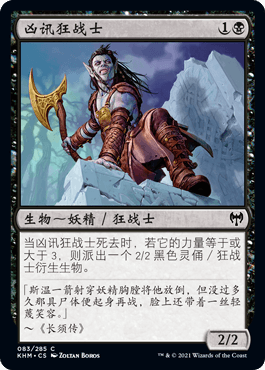 凶讯狂战士 1
生物～妖精／狂战士
当凶讯狂战士死去时，若它的力量等于或
大于 3，则派出一个 2/2 黑色灵俑／狂战
士衍生生物。
「斯温一箭射穿妖精胸膛将他放倒，但没过多
久那具尸体便起身再战，脸上还带着一丝轻
蔑笑容。」
～《长须传》
2/2
083/285 C
KHM • CS ZOLTAN BOROS
™ & © 2021 Wizards of the Coast